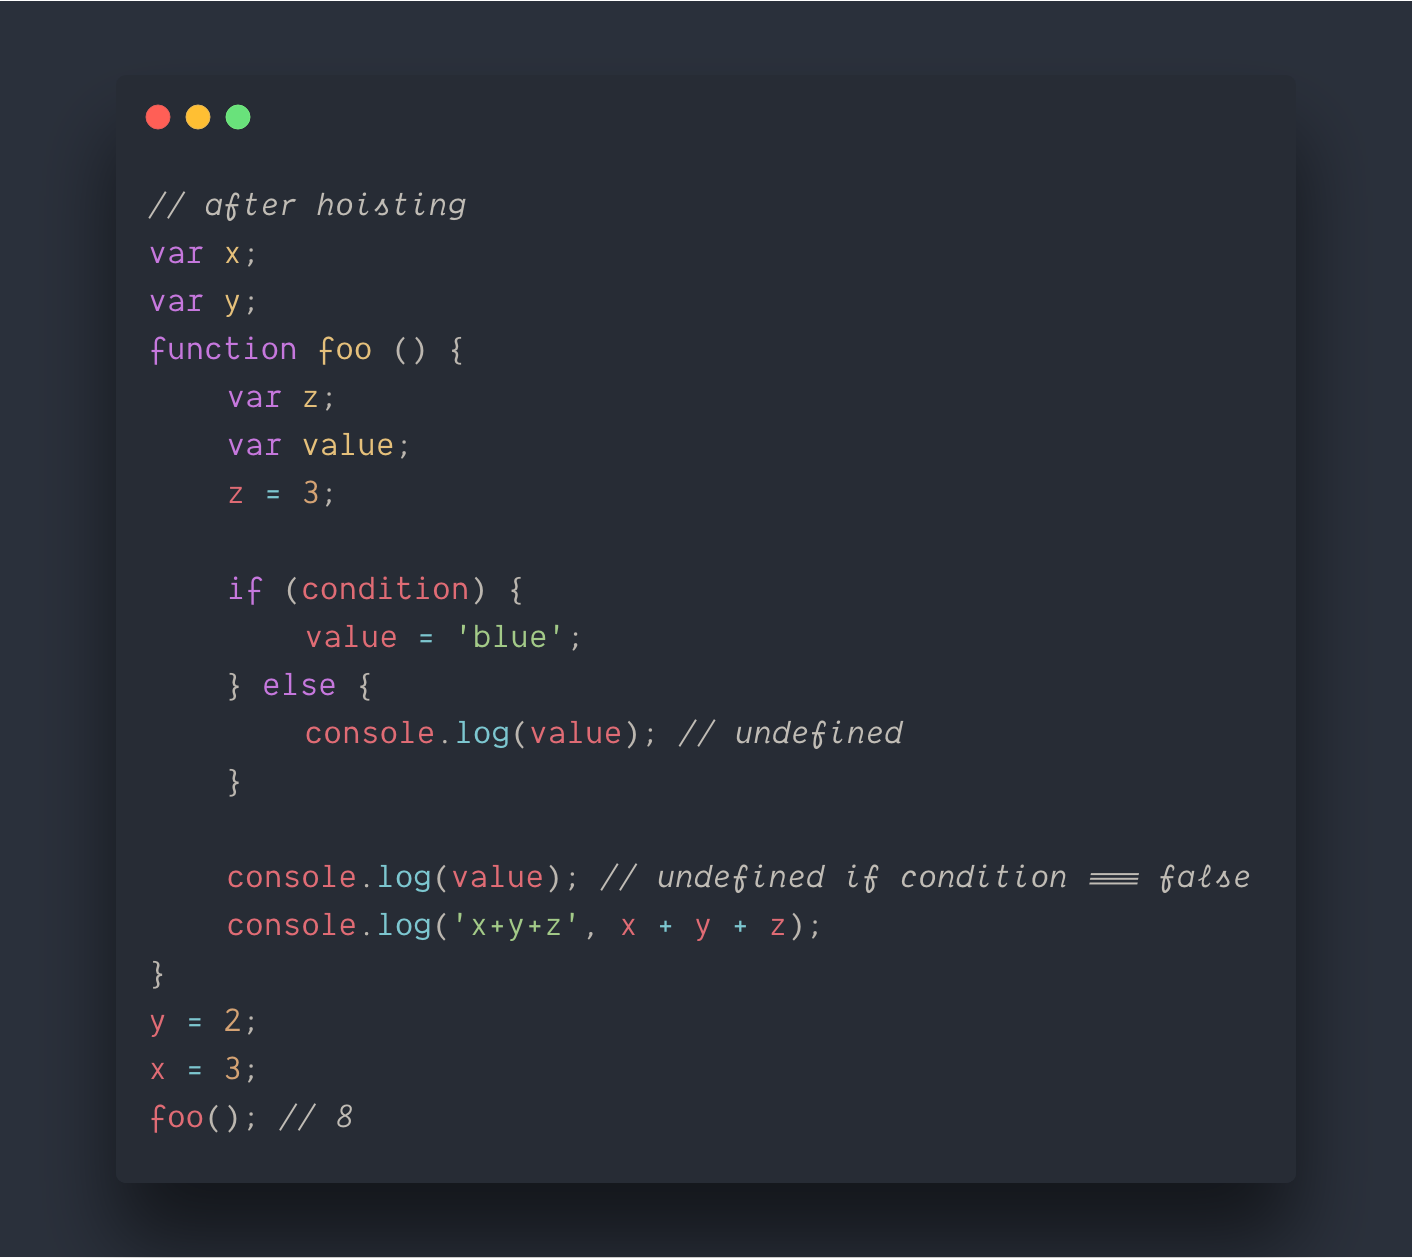 // after hoisting
var x;
var y;
function foo () {
    var z;
    var value;
    z = 3;

    if (condition) {
        value = 'blue';
    } else {
        console.log(value); // undefined
    }

    console.log(value); // undefined if condition === false
    console.log('x+y+z', x + y + z);
}
y = 2;
x = 3;
foo(); // 8